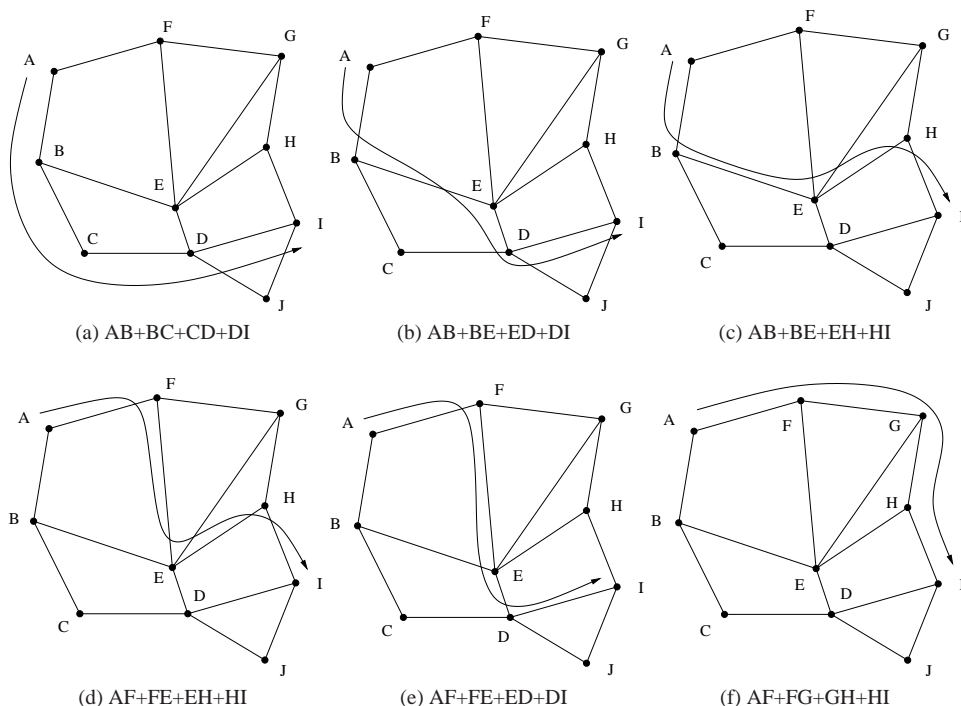 F
G
A
H
B
E
C
D
I
J
(a) AB+BC+CD+DI
F
G
A
H
B
E
D
I
C
J
(b) AB+BE+ED+DI
F
G
A
H
B
E
I
D
C
J
(c) AB+BE+EH+HI
F
G
A
H
B
E
I
D
C
J
(d) AF+FE+EH+HI
F
G
A
H
B
E
I
C
D
J
(e) AF+FE+ED+DI
A
F
G
H
B
E
D
I
C
J
(f) AF+FG+GH+HI